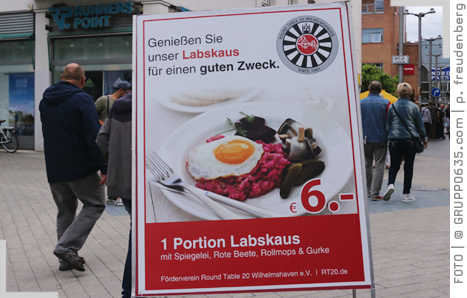 RUNNERS
POINT
Genießen Sie
unser Labskaus
für einen guten Zweck.
€ 6.-
1 Portion Labskaus
mit Spiegelei, Rote Beete, Rollmops & Gurke
Förderverein Round Table 20 Wilhelmshaven e.V. | RT20.de
FOTO | © GRUPPO635.com | p. freudenberg